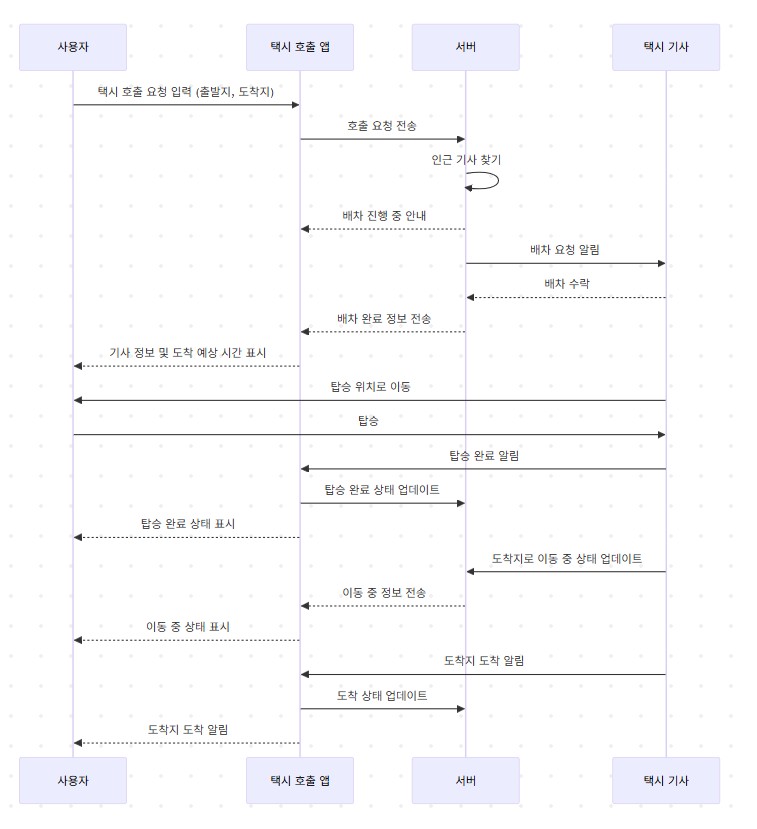 사용자
택시 호출 앱
서버
택시 기사
택시 호출 요청 입력 (출발지, 도착지)
호출 요청 전송
인근 기사 찾기
배차 진행 중 안내
배차 요청 알림
배차 수락
배차 완료 정보 전송
기사 정보 및 도착 예상 시간 표시
탑승 위치로 이동
탑승
탑승 완료 알림
탑승 완료 상태 업데이트
탑승 완료 상태 표시
도착지로 이동 중 상태 업데이트
이동 중 정보 전송
이동 중 상태 표시
도착지 도착 알림
도착 상태 업데이트
도착지 도착 알림
사용자
택시 호출 앱
서버
택시 기사